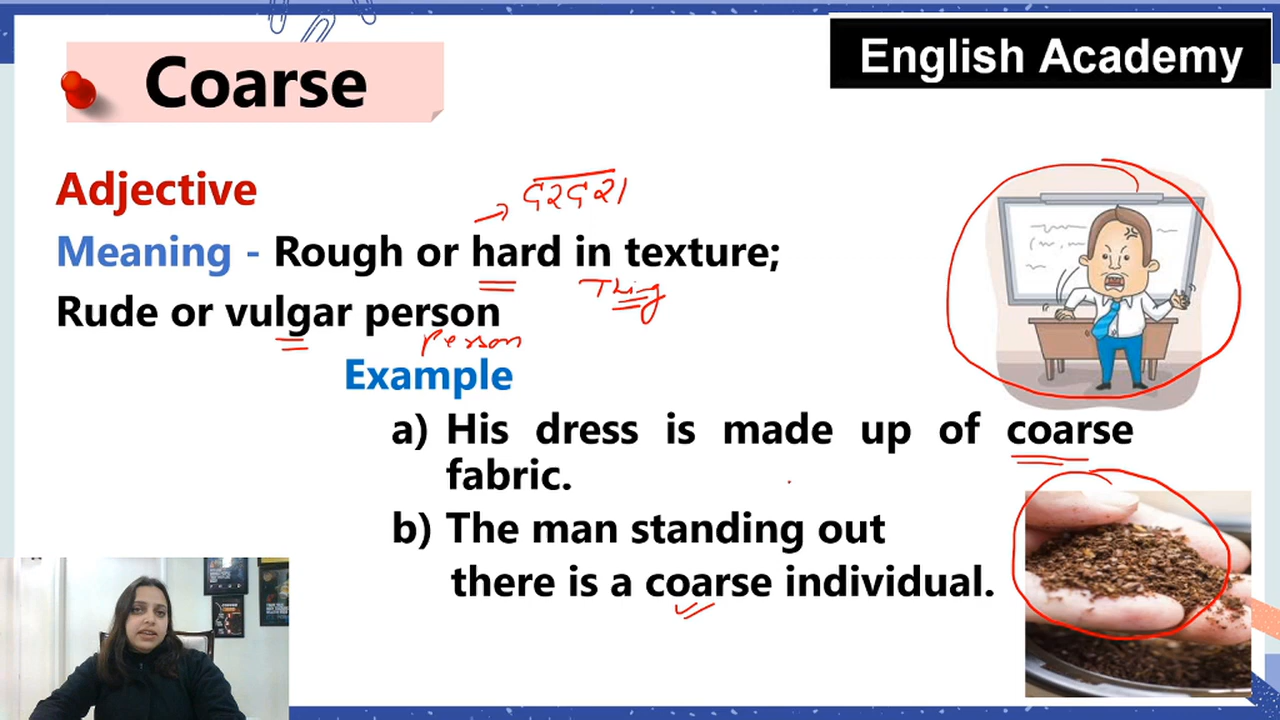 English Academy
Coarse
Adjective
→ दरदरा
Meaning - Rough or hard in texture;
Thing
Rude or vulgar person
Person
Example
a) His dress is made up of coarse
fabric.
b) The man standing out
there is a coarse individual.